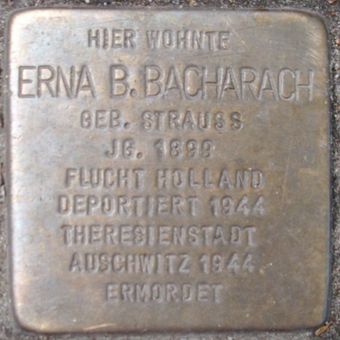 HIER WOHNTE
ERNA B. BACHARACH
GEB. STRAUSS
JG. 1899
FLUCHT HOLLAND
DEPORTIERT 1944
THERESIENSTADT
AUSCHWITZ 1944
ERMORDET